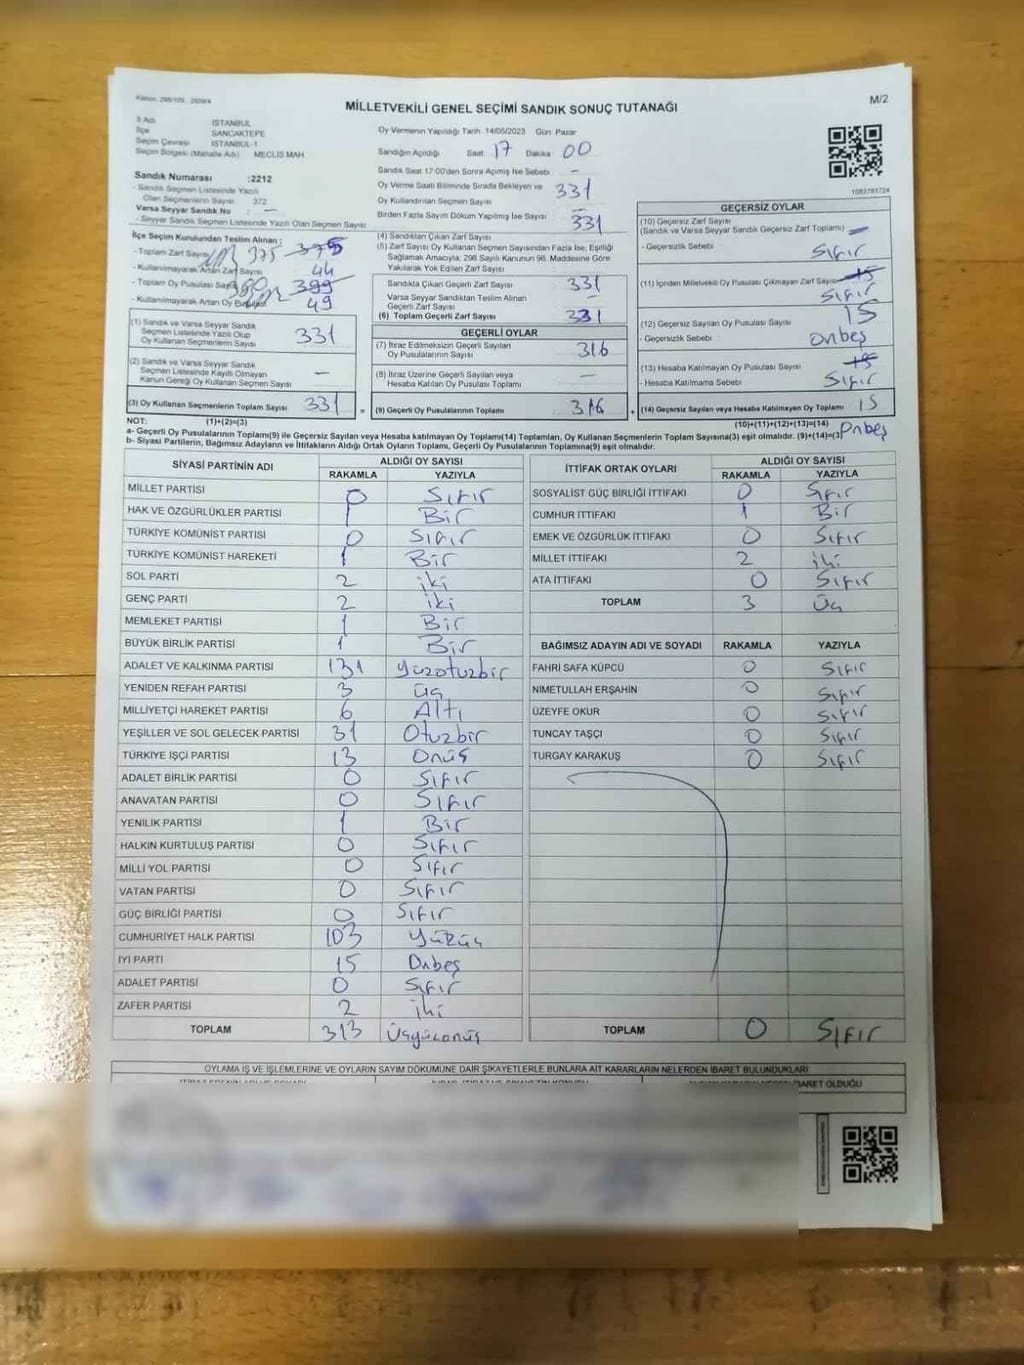 Kanun: 298/105 2839/4
MİLLETVEKİLİ GENEL SEÇİMİ SANDIK SONUÇ TUTANAĞI
M/2
İl Adı İSTANBUL
İlçe SANCAKTEPE
Seçim Çevresi İSTANBUL-1
Seçim Bölgesi (Mahalle Adı) MECLİS MAH
Oy Vermenin Yapıldığı Tarih 14/05/2023 Gün Pazar
Sandığın Açıldığı Saat 17 Dakika 00
Sandık Saat 17:00'den Sonra Açılmış İse Sebebi -
Oy Verme Saati Bitiminde Sırada Bekleyen ve
Oy Kullandırılan Seçmen Sayısı 331
Birden Fazla Sayım Döküm Yapılmış İse Sayısı 331
1083783724
Sandık Numarası :2212
- Sandık Seçmen Listesinde Yazılı
Olan Seçmenlerin Sayısı 372
Varsa Seyyar Sandık No -
- Seyyar Sandık Seçmen Listesinde Yazılı Olan Seçmen Sayısı
İlçe Seçim Kurulundan Teslim Alınan :
- Toplam Zarf Sayısı 375 375
- Kullanılmayarak Artan Zarf Sayısı 44
- Toplam Oy Pusulası Sayısı 380 399
- Kullanılmayarak Artan Oy Pusulası 49
(1) Sandık ve Varsa Seyyar Sandık
Seçmen Listesinde Yazılı Olup
Oy Kullanan Seçmenlerin Sayısı 331
(2) Sandık ve Varsa Seyyar Sandık
Seçmen Listesinde Kayıtlı Olmayan
Kanun Gereği Oy Kullanan Seçmen Sayısı -
(3) Oy Kullanan Seçmenlerin Toplam Sayısı 331
(4) Sandıktan Çıkan Zarf Sayısı
(5) Zarf Sayısı Oy Kullanan Seçmen Sayısından Fazla İse, Eşitliği
Sağlamak Amacıyla, 298 Sayılı Kanunun 98. Maddesine Göre
Yakılarak Yok Edilen Zarf Sayısı
Sandıkta Çıkan Geçerli Zarf Sayısı 331
Varsa Seyyar Sandıktan Teslim Alınan
Geçerli Zarf Sayısı -
(6) Toplam Geçerli Zarf Sayısı 331
GEÇERLİ OYLAR
(7) İtiraz Edilmeksizin Geçerli Sayılan
Oy Pusulalarının Sayısı 316
(8) İtiraz Üzerine Geçerli Sayılan veya
Hesaba Katılan Oy Pusulası Toplamı -
(9) Geçerli Oy Pusulalarının Toplamı 316
GEÇERSİZ OYLAR
(10) Geçersiz Zarf Sayısı
(Sandık ve Varsa Seyyar Sandık Geçersiz Zarf Toplamı) -
- Geçersizlik Sebebi Sıfır
(11) İçinden Milletvekili Oy Pusulası Çıkmayan Zarf Sayısı 15
Sıfır
(12) Geçersiz Sayılan Oy Pusulası Sayısı 15
- Geçersizlik Sebebi Onbeş
(13) Hesaba Katılmayan Oy Pusulası Sayısı 15
- Hesaba Katılmama Sebebi Sıfır
(14) Geçersiz Sayılan veya Hesaba Katılmayan Oy Toplamı 15
Onbeş
NOT: (1)+(2)=(3) (10)+(11)+(12)+(13)=(14)
a- Geçerli Oy Pusulalarının Toplamı(9) ile Geçersiz Sayılan veya Hesaba katılmayan Oy Toplamı(14) Toplamları, Oy Kullanan Seçmenlerin Toplam Sayısına(3) eşit olmalıdır. (9)+(14)=(3)
b- Siyasi Partilerin, Bağımsız Adayların ve İttifakların Aldığı Ortak Oyların Toplamı, Geçerli Oy Pusulalarının Toplamına(9) eşit olmalıdır.
SİYASİ PARTİNİN ADI ALDIĞI OY SAYISI
RAKAMLA YAZIYLA
MİLLET PARTİSİ 0 Sıfır
HAK VE ÖZGÜRLÜKLER PARTİSİ 1 Bir
TÜRKİYE KOMÜNİST PARTİSİ 0 Sıfır
TÜRKİYE KOMÜNİST HAREKETİ 1 Bir
SOL PARTİ 2 iki
GENÇ PARTİ 2 iki
MEMLEKET PARTİSİ 1 Bir
BÜYÜK BİRLİK PARTİSİ 1 Bir
ADALET VE KALKINMA PARTİSİ 131 Yüzotuzbir
YENİDEN REFAH PARTİSİ 3 Üç
MİLLİYETÇİ HAREKET PARTİSİ 6 Altı
YEŞİLLER VE SOL GELECEK PARTİSİ 31 Otuzbir
TÜRKİYE İŞÇİ PARTİSİ 13 Onüç
ADALET BİRLİK PARTİSİ 0 Sıfır
ANAVATAN PARTİSİ 0 Sıfır
YENİLİK PARTİSİ 1 Bir
HALKIN KURTULUŞ PARTİSİ 0 Sıfır
MİLLİ YOL PARTİSİ 0 Sıfır
VATAN PARTİSİ 0 Sıfır
GÜÇ BİRLİĞİ PARTİSİ 0 Sıfır
CUMHURİYET HALK PARTİSİ 103 Yüzüç
İYİ PARTİ 15 Onbeş
ADALET PARTİSİ 0 Sıfır
ZAFER PARTİSİ 2 iki
TOPLAM 313 Üçyüzonüç
İTTİFAK ORTAK OYLARI ALDIĞI OY SAYISI
RAKAMLA YAZIYLA
SOSYALİST GÜÇ BİRLİĞİ İTTİFAKI 0 Sıfır
CUMHUR İTTİFAKI 1 Bir
EMEK VE ÖZGÜRLÜK İTTİFAKI 0 Sıfır
MİLLET İTTİFAKI 2 iki
ATA İTTİFAKI 0 Sıfır
TOPLAM 3 Üç
BAĞIMSIZ ADAYIN ADI VE SOYADI RAKAMLA YAZIYLA
FAHRİ SAFA KÜPCÜ 0 Sıfır
NİMETULLAH ERŞAHİN 0 Sıfır
ÜZEYFE OKUR 0 Sıfır
TUNCAY TAŞÇI 0 Sıfır
TURGAY KARAKUŞ 0 Sıfır
TOPLAM 0 Sıfır
OYLAMA İŞ VE İŞLEMLERİNE VE OYLARIN SAYIM DÖKÜMÜNE DAİR ŞİKAYETLERLE BUNLARA AİT KARARLARIN NELERDEN İBARET BULUNDUKLARI
İBARET OLDUĞU